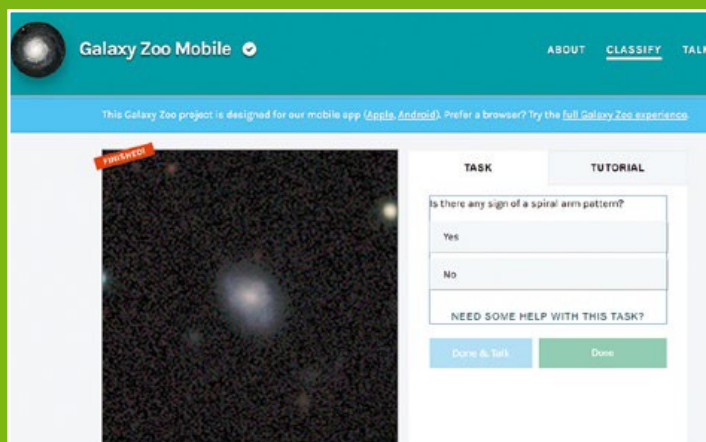 Galaxy Zoo Mobile
ABOUT CLASSIFY TALK
This Galaxy Zoo project is designed for our mobile app (Apple, Android). Prefer a browser? Try the full Galaxy Zoo experience.
FINISHED!
TASK TUTORIAL
Is there any sign of a spiral arm pattern?
Yes
No
NEED SOME HELP WITH THIS TASK?
Done & Talk Done